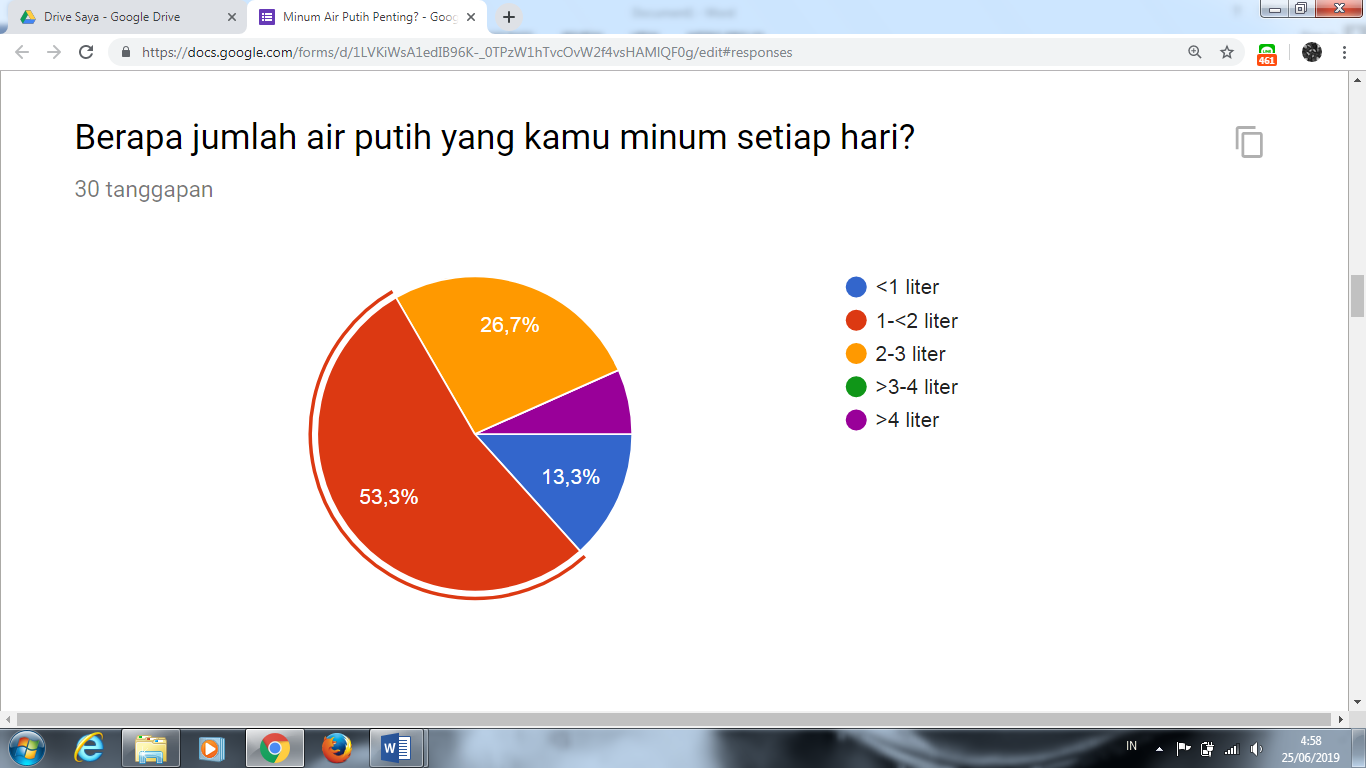 Drive Saya - Google Drive
Minum Air Putih Penting? - Goo
https://docs.google.com/forms/d/1LVKiWsA1edIB96K-_0TPzW1hTvcOvW2f4vsHAMlQF0g/edit#responses
461
Berapa jumlah air putih yang kamu minum setiap hari?
30 tanggapan
26,7%
13,3%
53,3%
<1 liter
1-<2 liter
2-3 liter
>3-4 liter
>4 liter
IN
4:58
25/06/2019